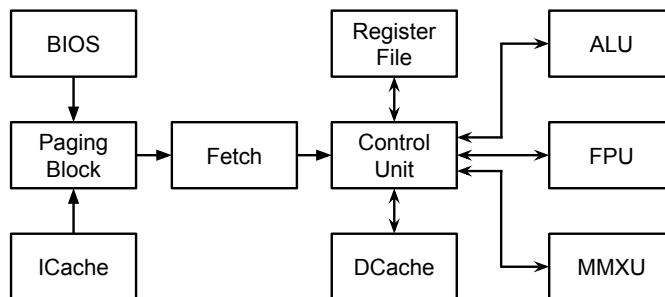 BIOS
Register
File
ALU
Paging
Block
Fetch
Control
Unit
FPU
ICache
DCache
MMXU